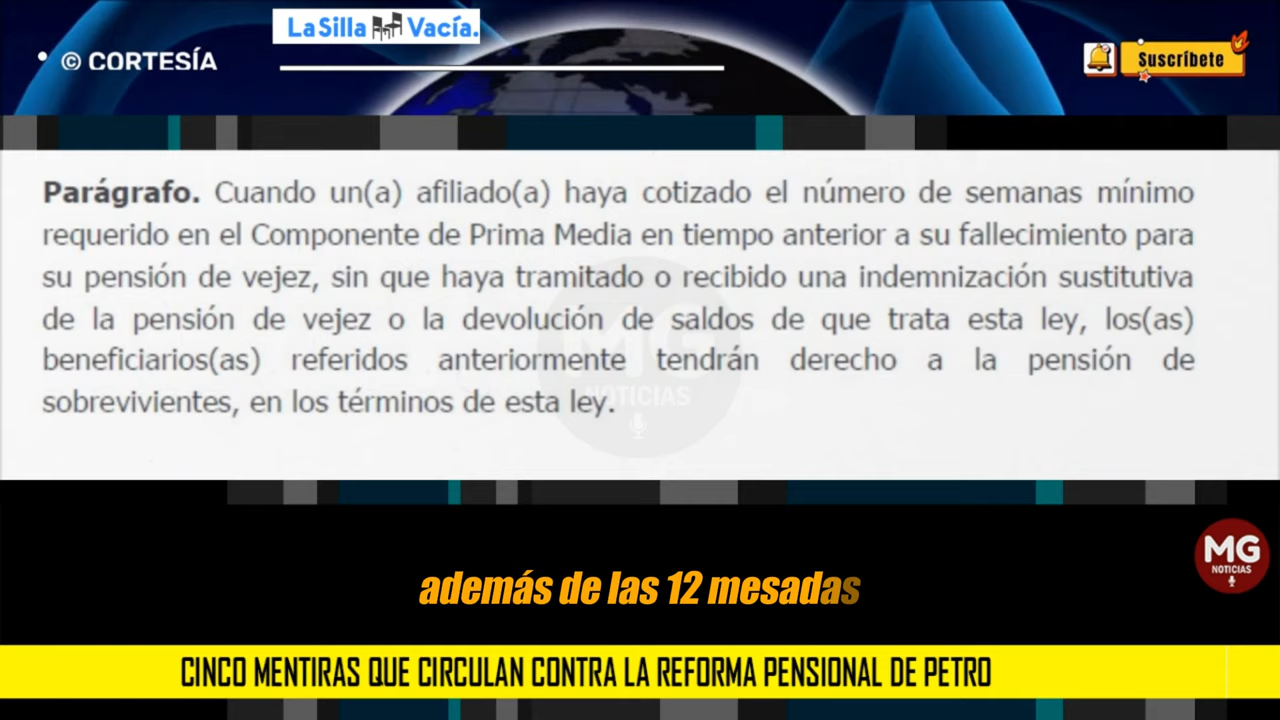 La Silla Vacía.
© CORTESÍA
Suscríbete
Parágrafo. Cuando un(a) afiliado(a) haya cotizado el número de semanas mínimo
requerido en el Componente de Prima Media en tiempo anterior a su fallecimiento para
su pensión de vejez, sin que haya tramitado o recibido una indemnización sustitutiva
de la pensión de vejez o la devolución de saldos de que trata esta ley, los(as)
beneficiarios(as) referidos anteriormente tendrán derecho a la pensión de
sobrevivientes, en los términos de esta ley.
MG
NOTICIAS
MG
NOTICIAS
además de las 12 mesadas
CINCO MENTIRAS QUE CIRCULAN CONTRA LA REFORMA PENSIONAL DE PETRO